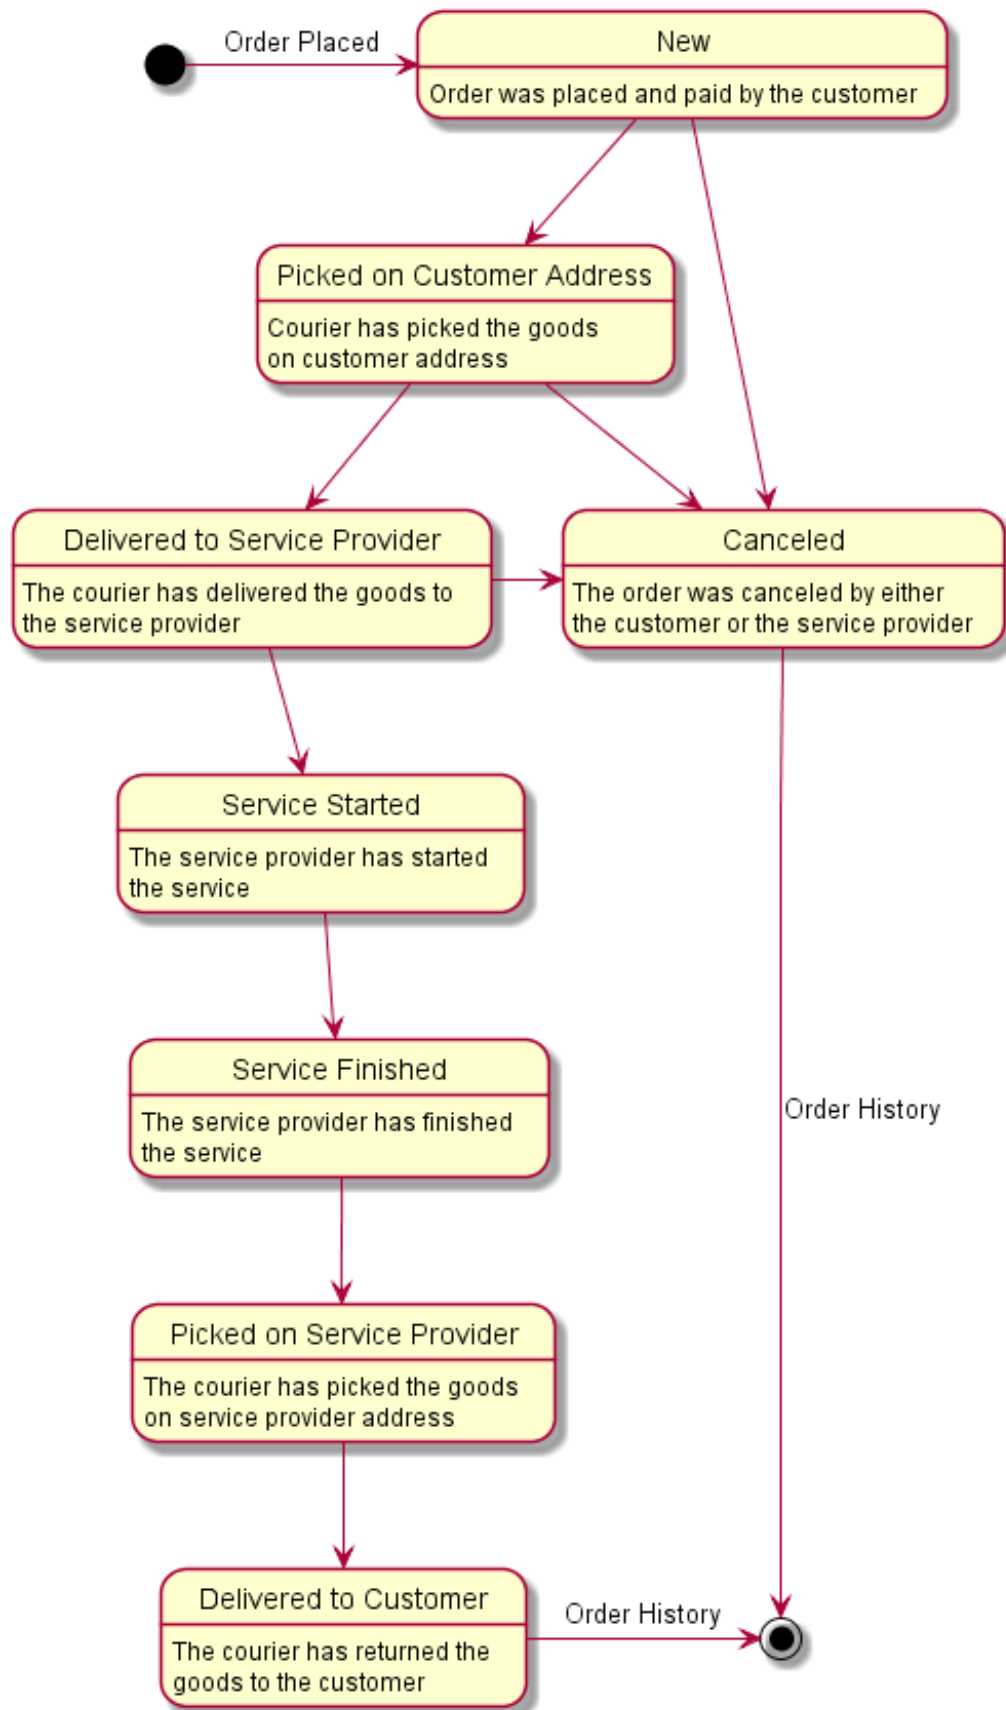 Order Placed
New
Order was placed and paid by the customer
Picked on Customer Address
Courier has picked the goods
on customer address
Delivered to Service Provider
The courier has delivered the goods to
the service provider
Canceled
The order was canceled by either
the customer or the service provider
Service Started
The service provider has started
the service
Service Finished
The service provider has finished
the service
Order History
Picked on Service Provider
The courier has picked the goods
on service provider address
Delivered to Customer
The courier has returned the
goods to the customer
Order History